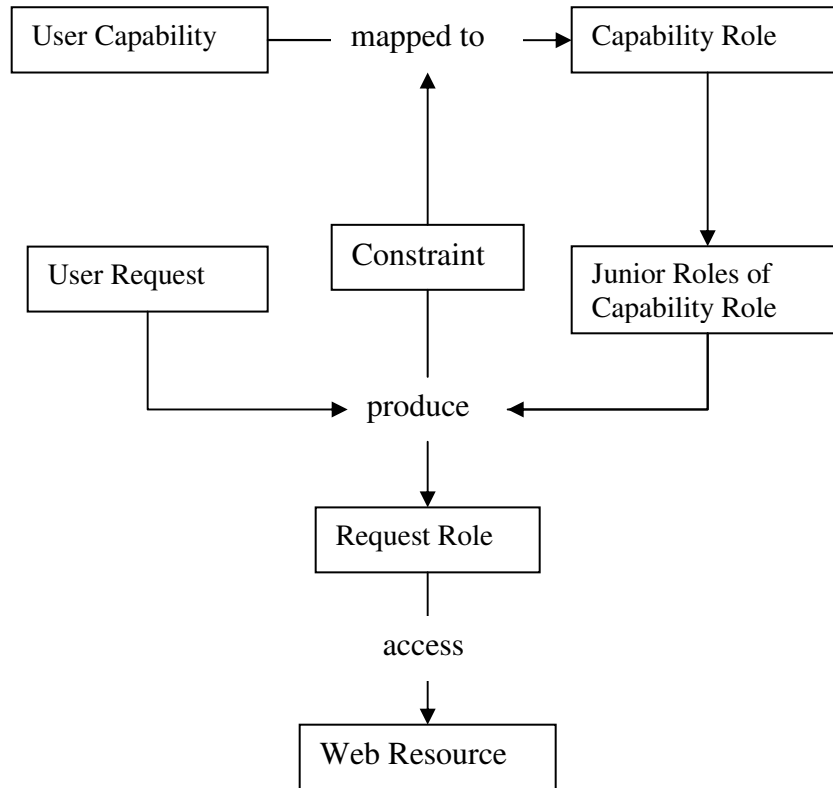 User Capability
mapped to
Capability Role
User Request
Constraint
Junior Roles of
Capability Role
produce
Request Role
access
Web Resource